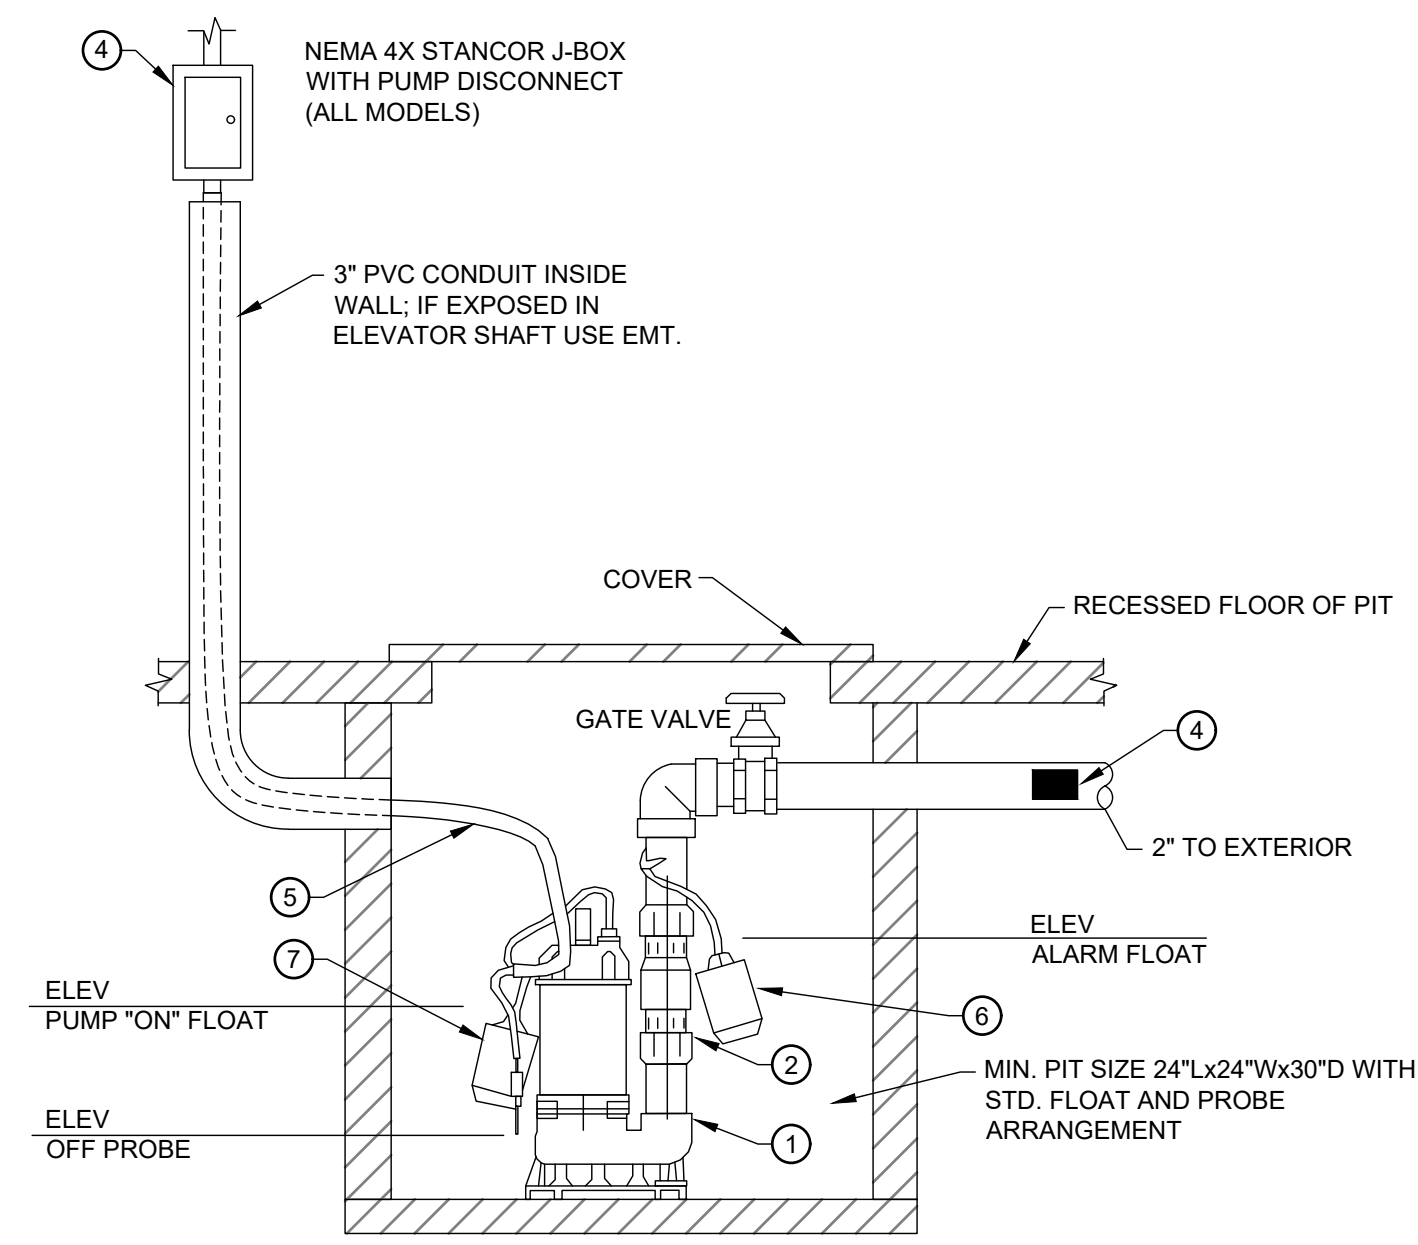 4
NEMA 4X STANCOR J-BOX
WITH PUMP DISCONNECT
(ALL MODELS)
3" PVC CONDUIT INSIDE
WALL; IF EXPOSED IN
ELEVATOR SHAFT USE EMT.
COVER
RECESSED FLOOR OF PIT
GATE VALVE
4
2" TO EXTERIOR
5
ELEV
ALARM FLOAT
7
ELEV
PUMP "ON" FLOAT
6
2
MIN. PIT SIZE 24"Lx24"Wx30"D WITH
STD. FLOAT AND PROBE
ARRANGEMENT
ELEV
OFF PROBE
1